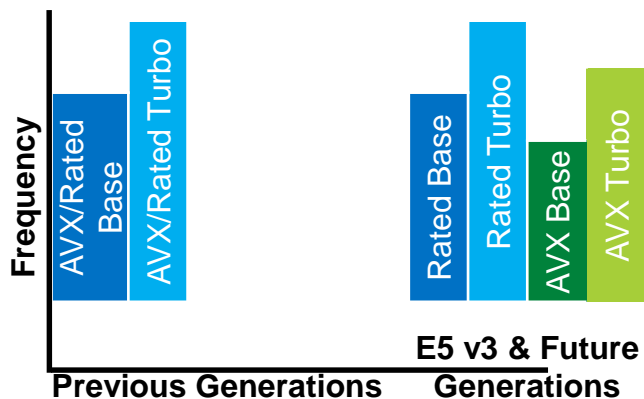 Frequency
AVX/Rated
Base
AVX/Rated Turbo
Rated Base
Rated Turbo
AVX Base
AVX Turbo
Previous Generations
E5 v3 & Future
Generations